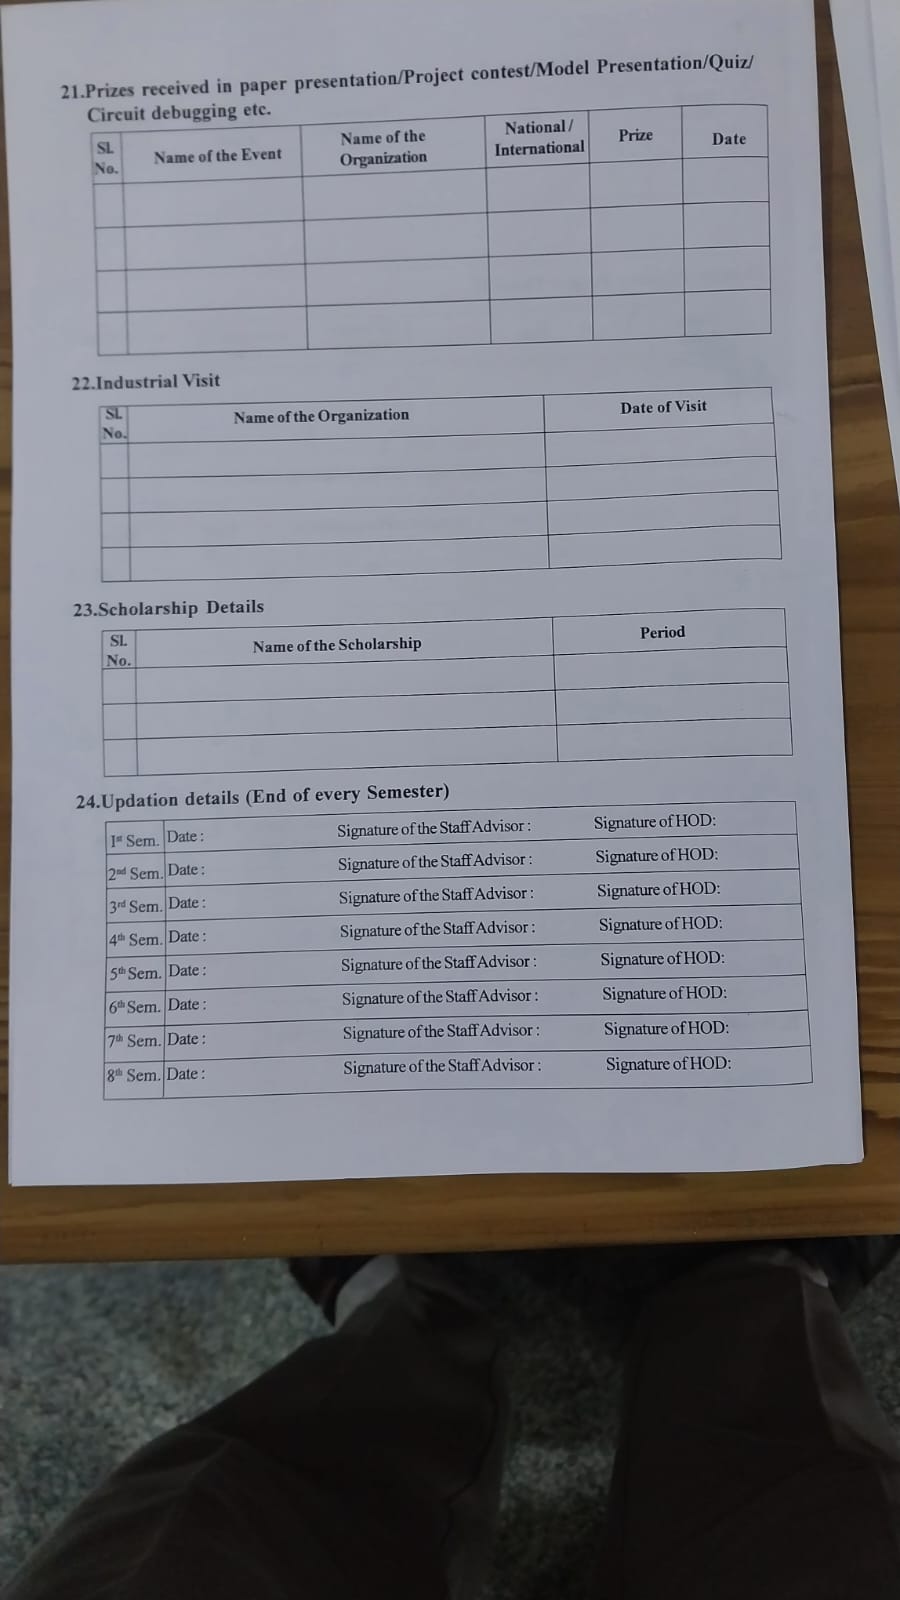 21.Prizes received in paper presentation/Project contest/Model Presentation/Quiz/
Circuit debugging etc.
SL No. Name of the Event Name of the Organization National / International Prize Date
22.Industrial Visit
SL No. Name of the Organization Date of Visit
23.Scholarship Details
SL No. Name of the Scholarship Period
24.Updation details (End of every Semester)
1st Sem. Date : Signature of the Staff Advisor : Signature of HOD:
2nd Sem. Date : Signature of the Staff Advisor : Signature of HOD:
3rd Sem. Date : Signature of the Staff Advisor : Signature of HOD:
4th Sem. Date : Signature of the Staff Advisor : Signature of HOD:
5th Sem. Date : Signature of the Staff Advisor : Signature of HOD:
6th Sem. Date : Signature of the Staff Advisor : Signature of HOD:
7th Sem. Date : Signature of the Staff Advisor : Signature of HOD:
8th Sem. Date : Signature of the Staff Advisor : Signature of HOD: